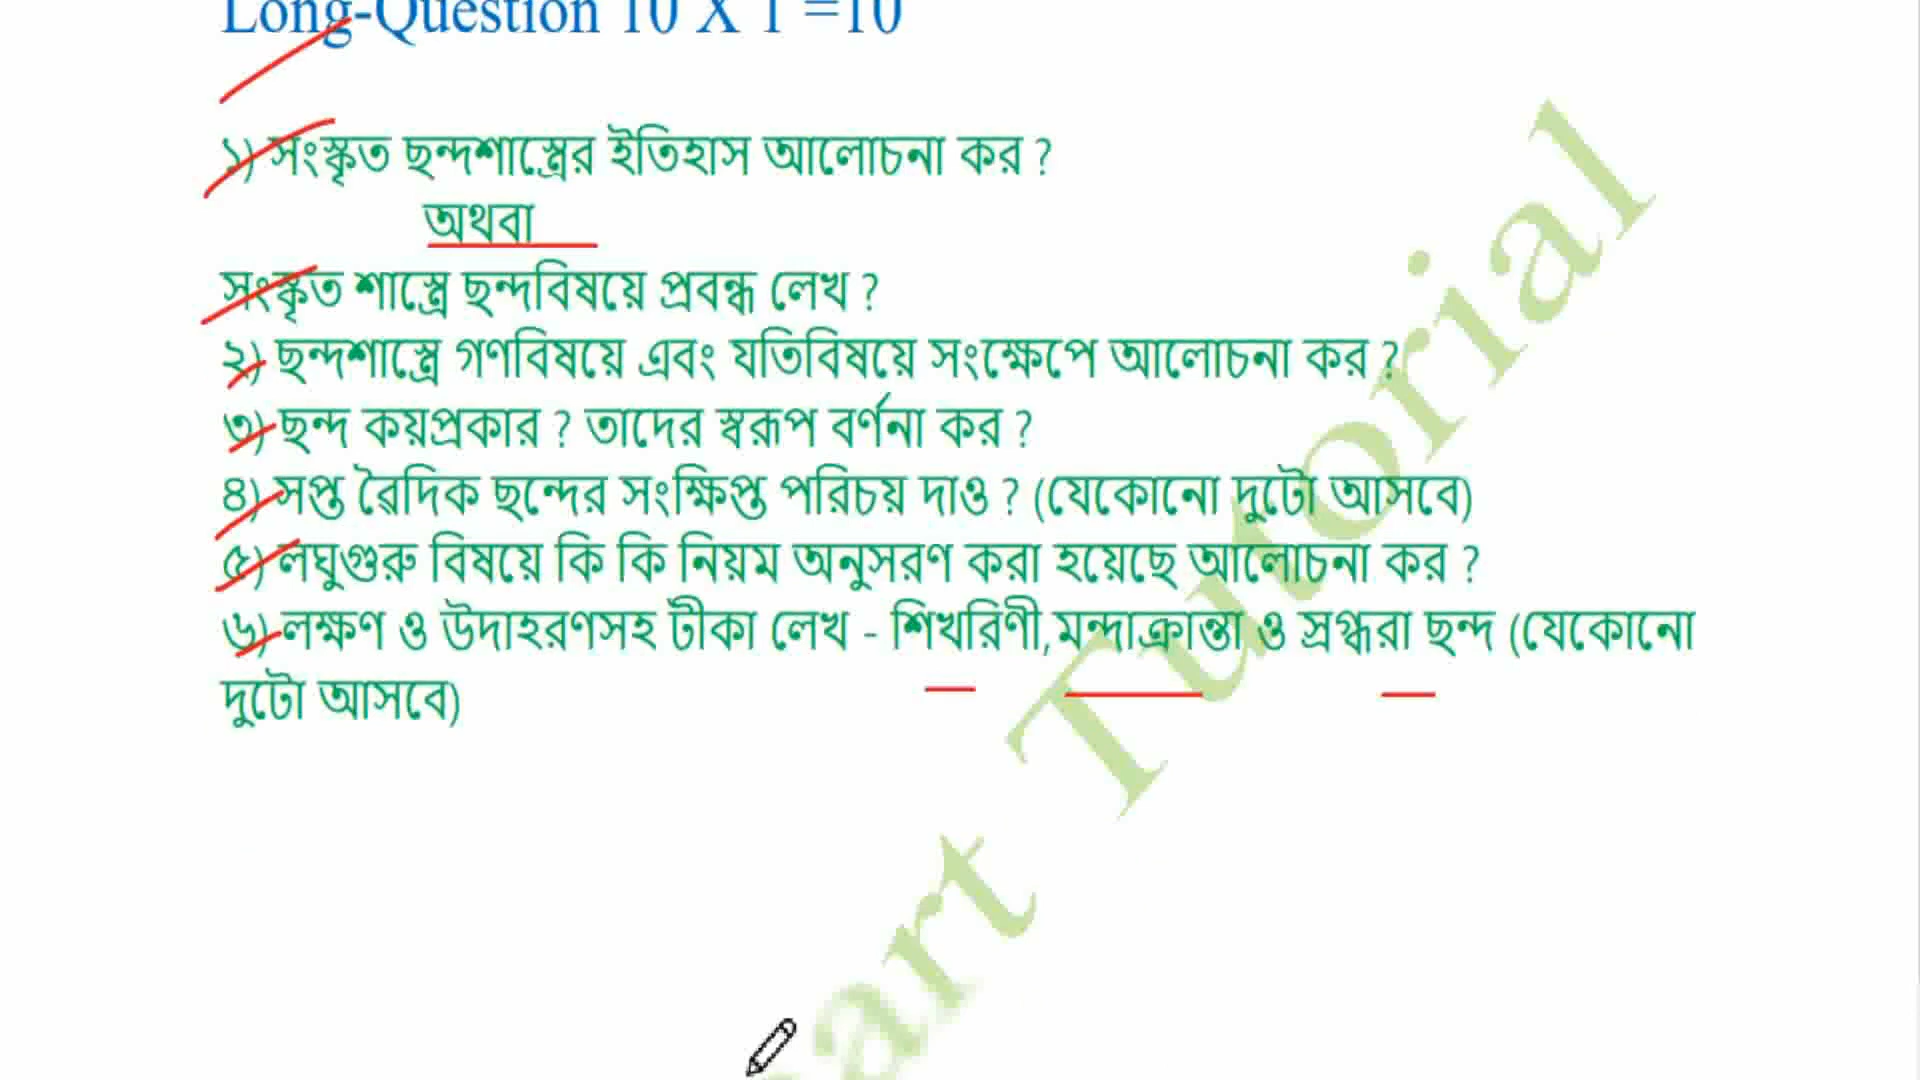 Long-Question 10 X 1 =10
১) সংস্কৃত ছন্দশাস্ত্রের ইতিহাস আলোচনা কর ?
অথবা
সংস্কৃত শাস্ত্রে ছন্দবিষয়ে প্রবন্ধ লেখ ?
২) ছন্দশাস্ত্রে গণবিষয়ে এবং যতিবিষয়ে সংক্ষেপে আলোচনা কর ?
৩) ছন্দ কয়প্রকার ? তাদের স্বরূপ বর্ণনা কর ?
৪) সপ্ত ৱৈদিক ছন্দের সংক্ষিপ্ত পরিচয় দাও ? (যেকোনো দুটো আসবে)
৫) লঘুগুরু বিষয়ে কি কি নিয়ম অনুসরণ করা হয়েছে আলোচনা কর ?
৬) লক্ষণ ও উদাহরণসহ টীকা লেখ - শিখরিণী,মন্দাক্রান্তা ও স্রগ্ধরা ছন্দ (যেকোনো
দুটো আসবে)
art Tutorial